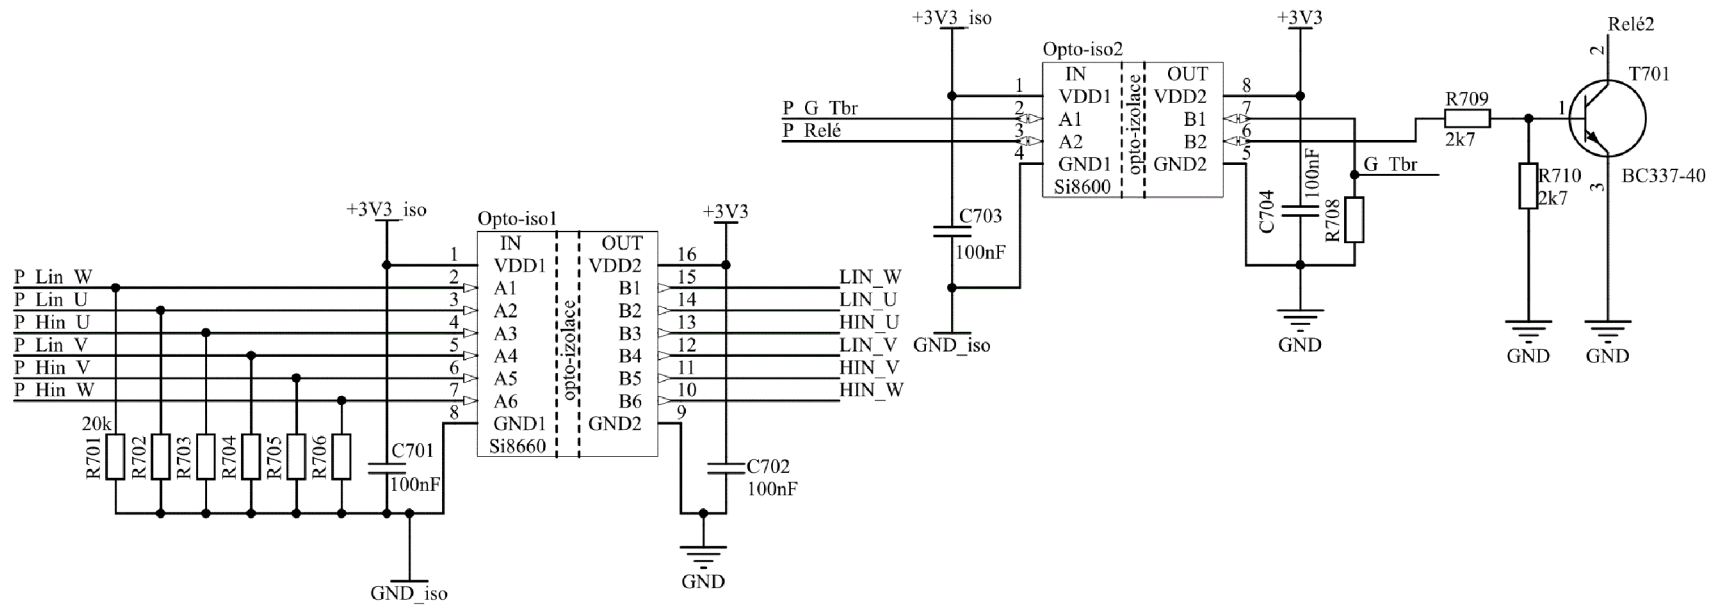 +3V3_iso
+3V3
Relé2
Opto-iso2
2
IN
OUT
T701
1
VDD1
VDD2
8
P_G_Tbr
2
A1
B1
7
R709
1
P_Relé
3
A2
B2
6
2k7
4
GND1
GND2
5
opto-izolace
G_Tbr
Si8600
100nF
C704
R708
R710
2k7
3
BC337-40
C703
100nF
GND_iso
GND
GND
GND
+3V3_iso
+3V3
Opto-iso1
IN
OUT
1
VDD1
VDD2
16
P_Lin_W
2
A1
B1
15
LIN_W
P_Lin_U
3
A2
B2
14
LIN_U
P_Hin_U
4
A3
B3
13
HIN_U
P_Lin_V
5
A4
B4
12
LIN_V
P_Hin_V
6
A5
B5
11
HIN_V
P_Hin_W
7
A6
B6
10
HIN_W
8
GND1
GND2
9
opto-izolace
Si8660
20k
R701
R702
R703
R704
R705
R706
C701
100nF
C702
100nF
GND_iso
GND